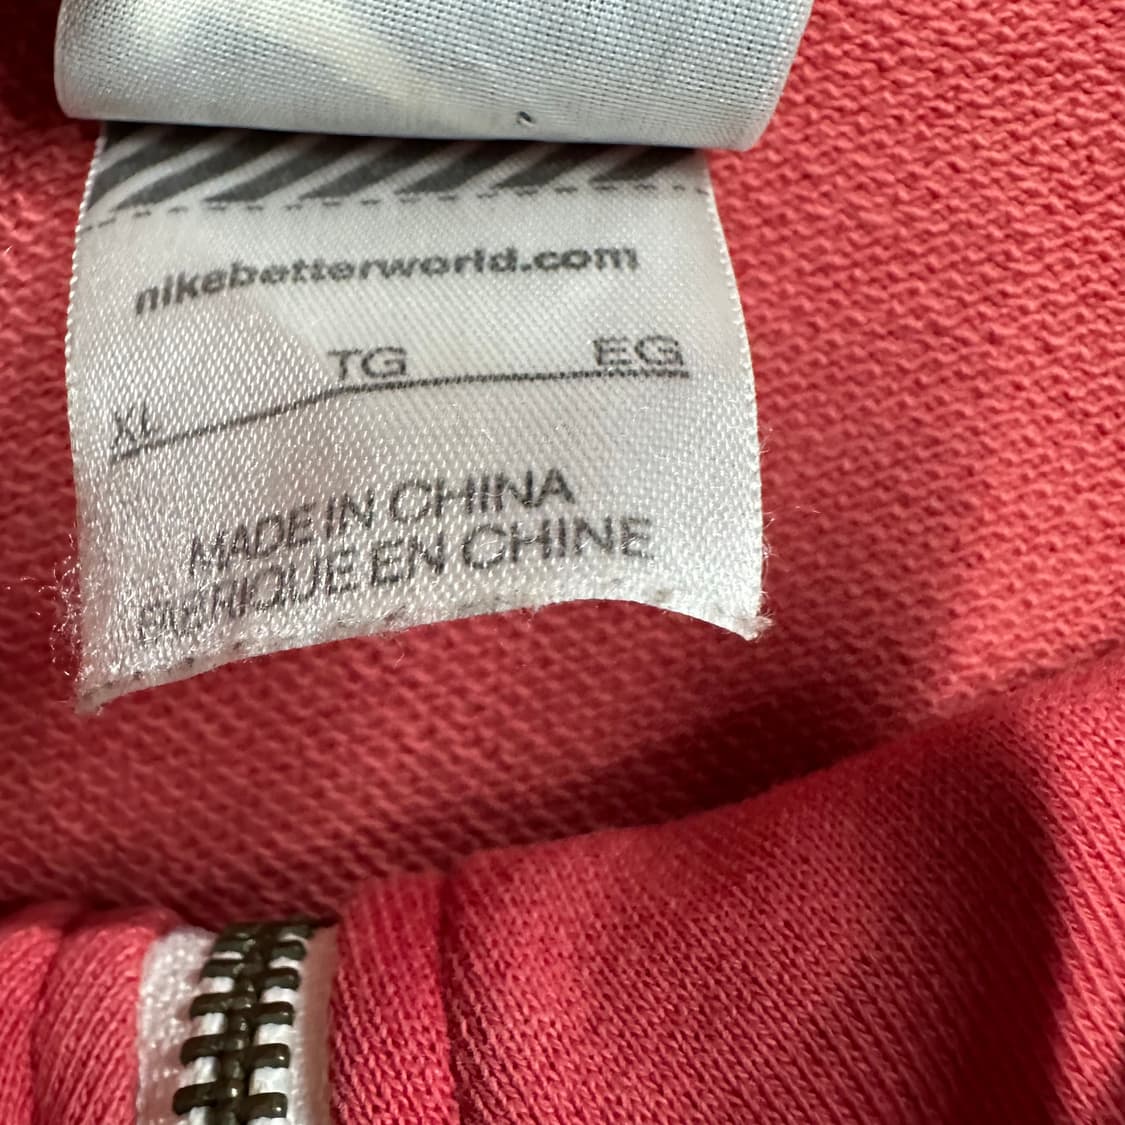 nikebetterworld.com
XL TG EG
MADE IN CHINA
FABRIQUE EN CHINE